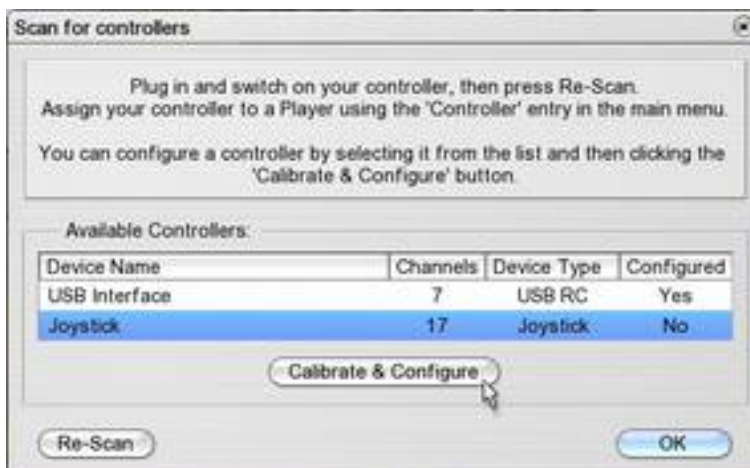 Scan for controllers
Plug in and switch on your controller, then press Re-Scan.
Assign your controller to a Player using the 'Controller' entry in the main menu.
You can configure a controller by selecting it from the list and then clicking the
'Calibrate & Configure' button.
Available Controllers:
Device Name Channels Device Type Configured
USB Interface 7 USB RC Yes
Joystick 17 Joystick No
Calibrate & Configure
Re-Scan OK